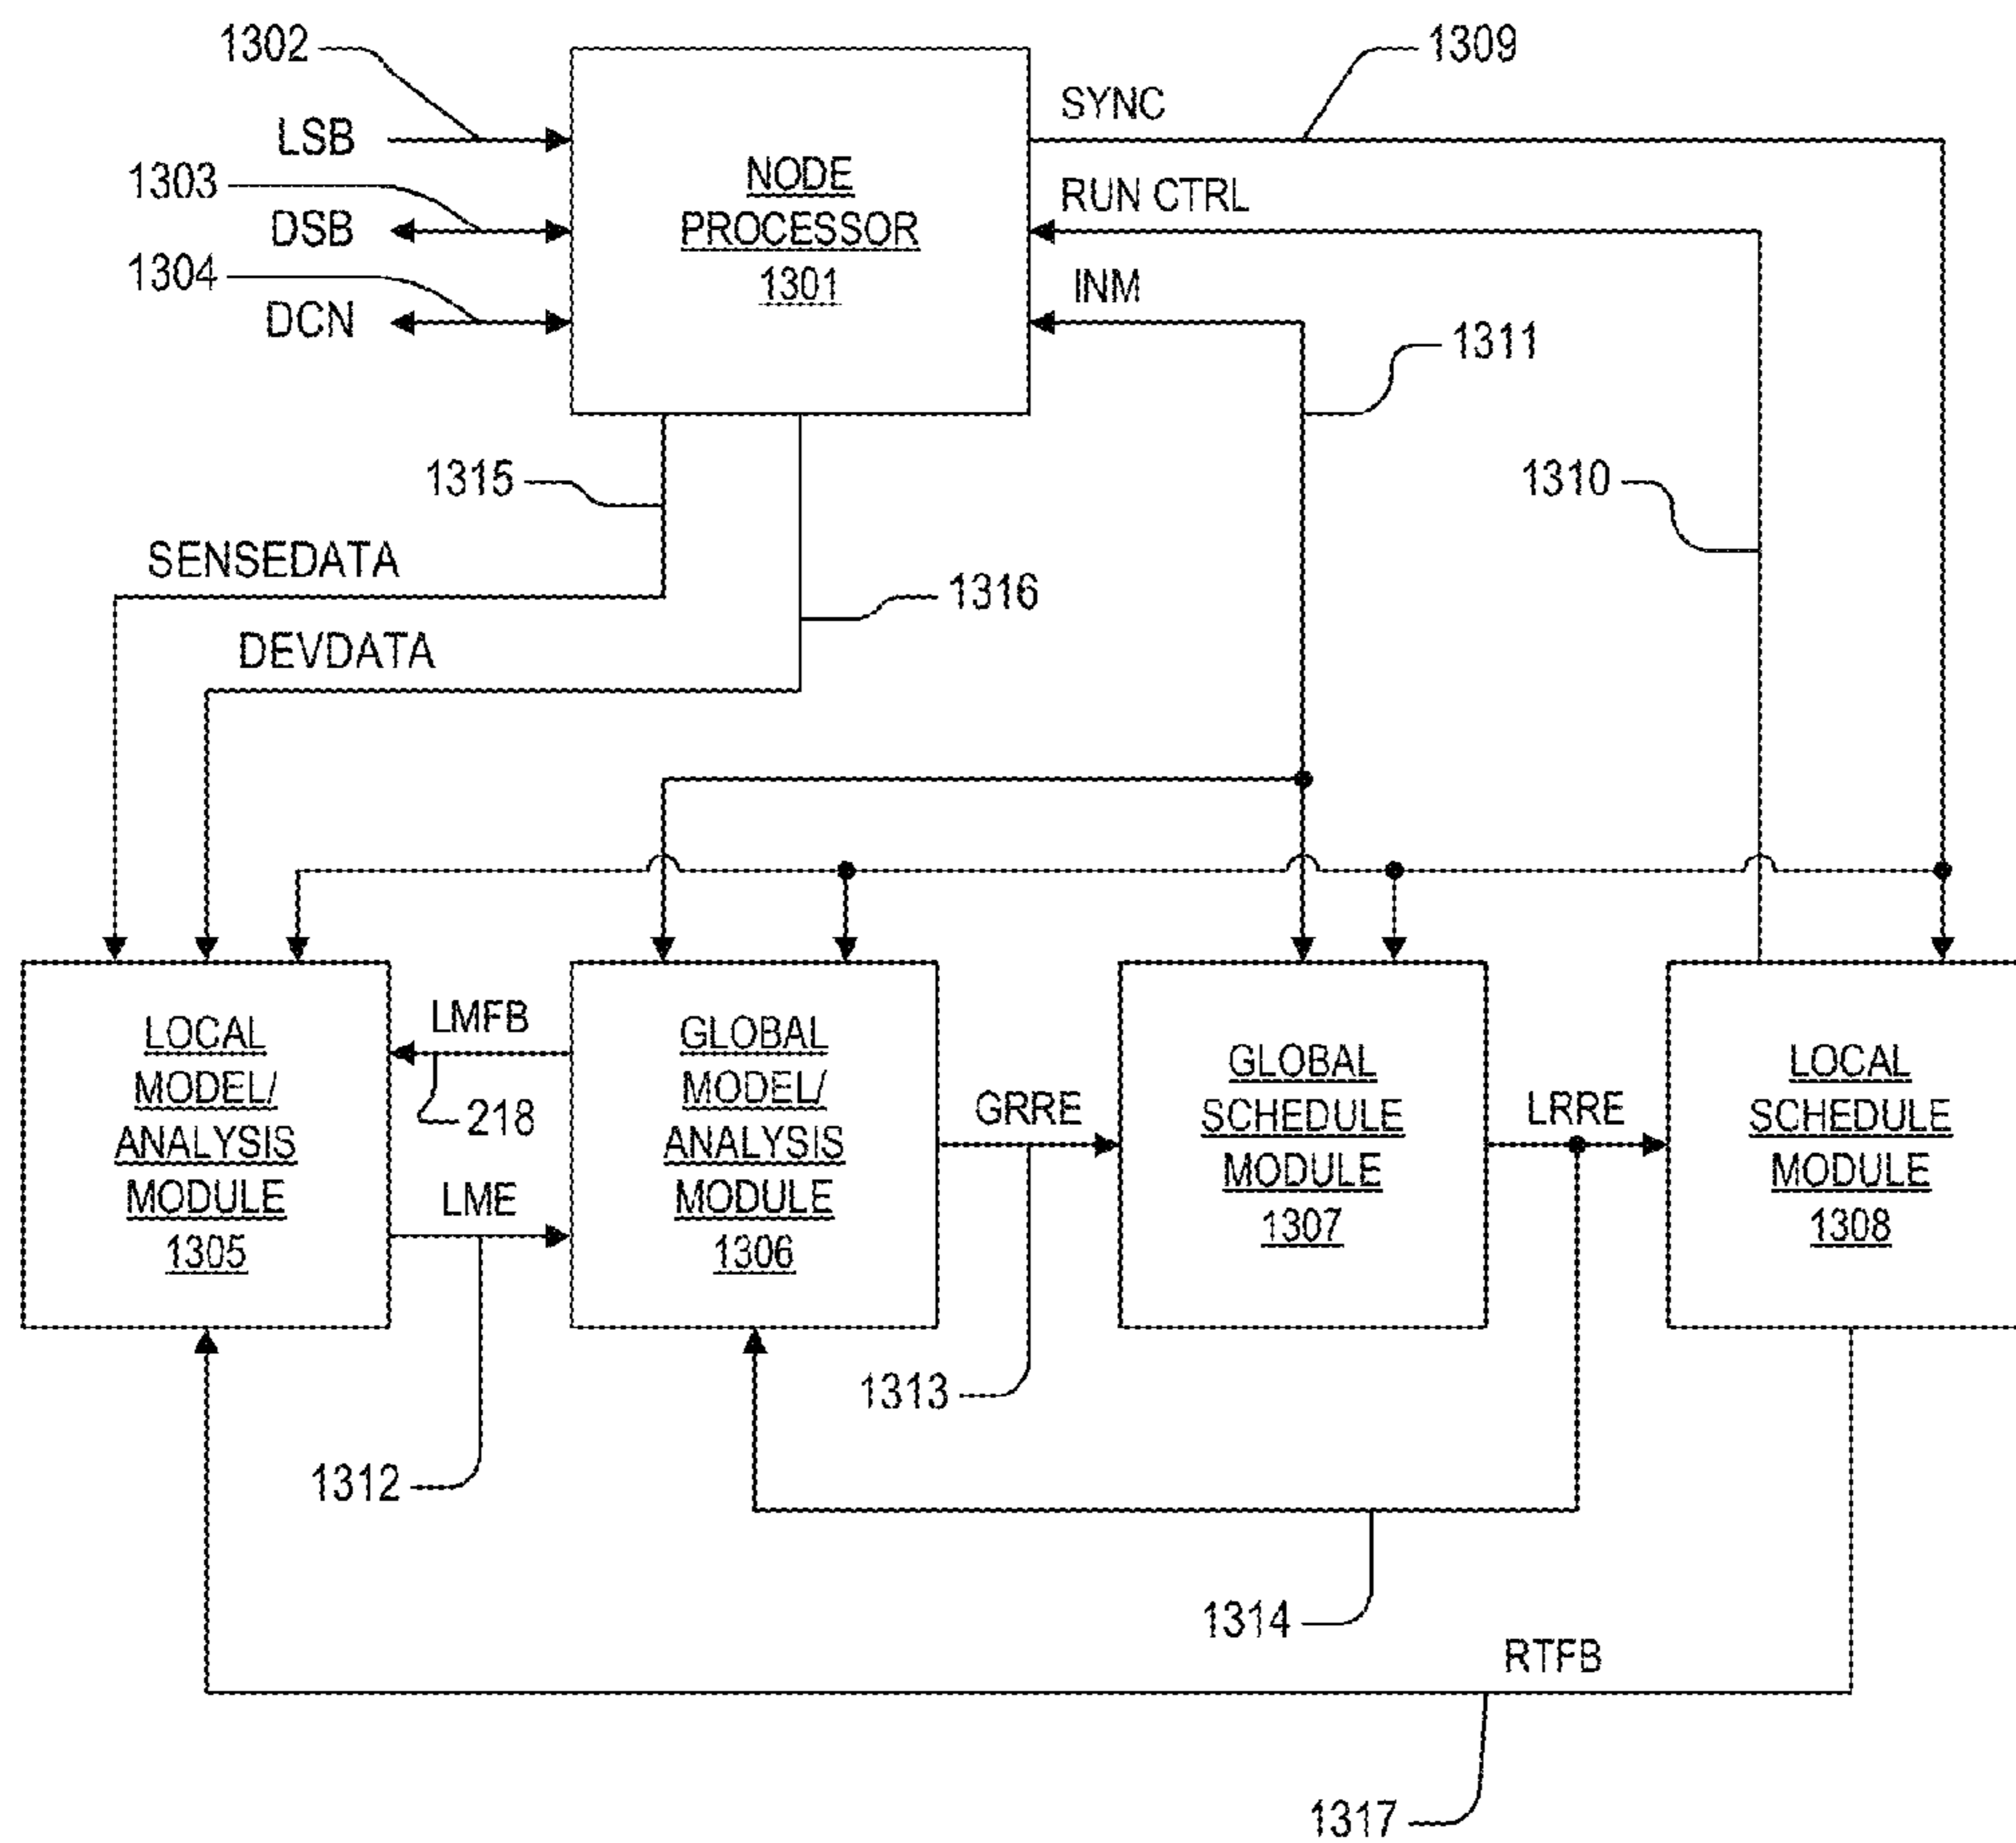 1302
1309
SYNC
LSB
NODE
PROCESSOR
1301
1303
RUN CTRL
DSB
1304
INM
DCN
1311
1315
1310
SENSEDATA
1316
DEVDATA
LOCAL
MODEL/
ANALYSIS
MODULE
1305
LMFB
218
LME
GLOBAL
MODEL/
ANALYSIS
MODULE
1306
GRRE
GLOBAL
SCHEDULE
MODULE
1307
LRRE
LOCAL
SCHEDULE
MODULE
1308
1313
1312
1314
RTFB
1317